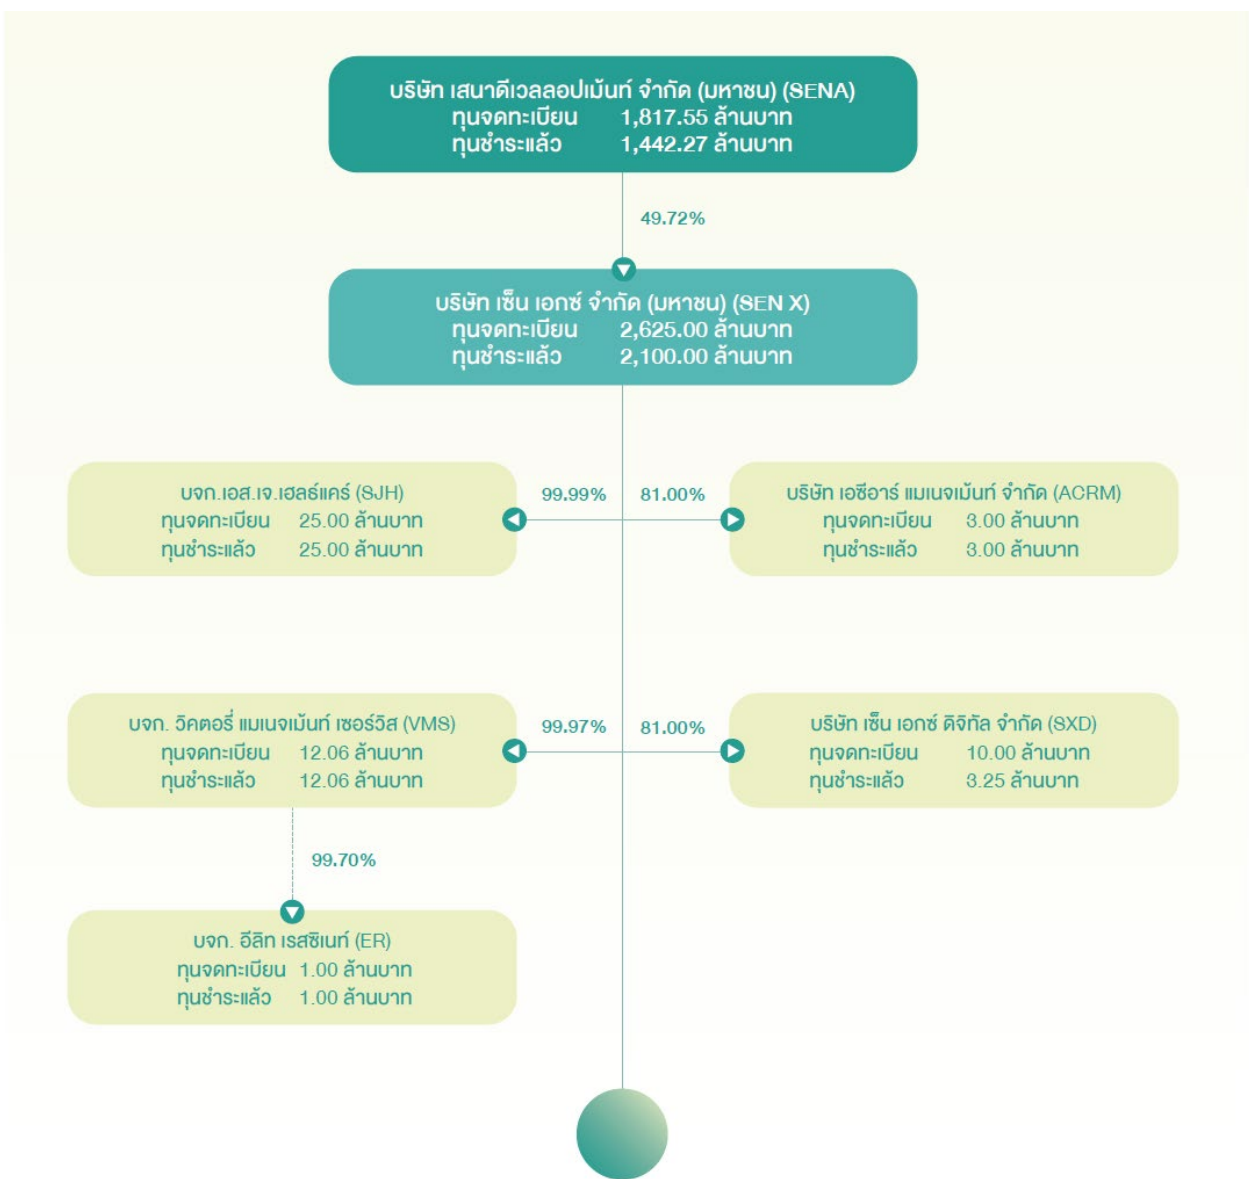 บริษัท เสนาดีเวลลอปเม้นท์ จำกัด (มหาชน) (SENA)
ทุนจดทะเบียน 1,817.55 ล้านบาท
ทุนชำระแล้ว 1,442.27 ล้านบาท
49.72%
บริษัท เซ็น เอกซ์ จำกัด (มหาชน) (SEN X)
ทุนจดทะเบียน 2,625.00 ล้านบาท
ทุนชำระแล้ว 2,100.00 ล้านบาท
บจก.เอส.เจ.เฮลธ์แคร์ (SJH)
ทุนจดทะเบียน 25.00 ล้านบาท
ทุนชำระแล้ว 25.00 ล้านบาท
99.99% 81.00%
บริษัท เอซีอาร์ แมเนจเม้นท์ จำกัด (ACRM)
ทุนจดทะเบียน 3.00 ล้านบาท
ทุนชำระแล้ว 3.00 ล้านบาท
บจก. วิคตอรี่ แมเนจเม้นท์ เซอร์วิส (VMS)
ทุนจดทะเบียน 12.06 ล้านบาท
ทุนชำระแล้ว 12.06 ล้านบาท
99.97% 81.00%
บริษัท เซ็น เอกซ์ ดิจิทัล จำกัด (SXD)
ทุนจดทะเบียน 10.00 ล้านบาท
ทุนชำระแล้ว 3.25 ล้านบาท
99.70%
บจก. อีลิท เรสซิเนท์ (ER)
ทุนจดทะเบียน 1.00 ล้านบาท
ทุนชำระแล้ว 1.00 ล้านบาท